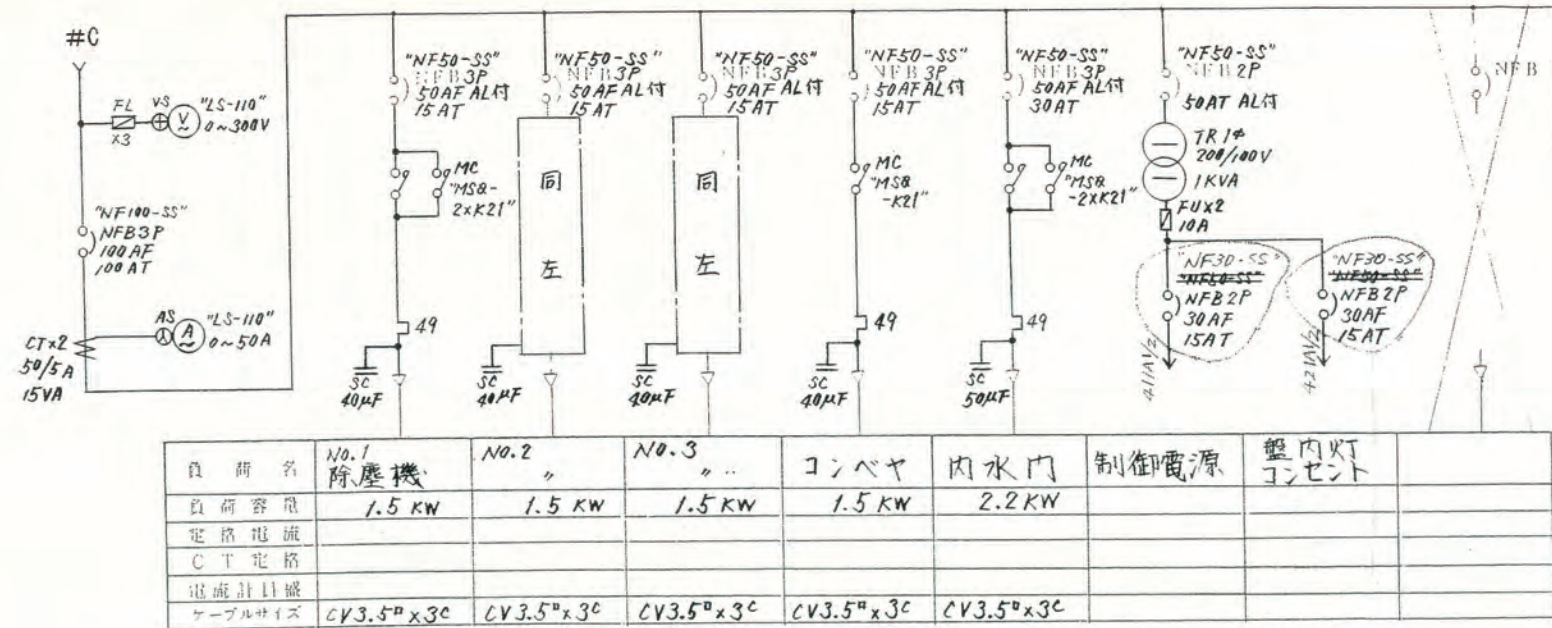 #C
FL
×3
VS
V
"LS-110"
0~300V
"NF100-SS"
NFB3P
100AF
100AT
AS
A
"LS-110"
0~50A
CT×2
50/5A
15VA
"NF50-SS"
NFB3P
50AF AL付
15AT
MC
"MSQ-
2×K21"
49
SC
40μF
"NF50-SS"
NFB3P
50AF AL付
15AT
同
左
SC
40μF
"NF50-SS"
NFB3P
50AF AL付
15AT
同
左
SC
40μF
"NF50-SS"
NFB3P
50AF AL付
15AT
MC
"MSQ
-K21"
49
SC
40μF
"NF50-SS"
NFB3P
50AF AL付
30AT
MC
"MSQ
-2×K21"
49
SC
50μF
"NF50-SS"
NFB2P
50AT AL付
TR1φ
200/100V
1KVA
FU×2
10A
"NF30-SS"
"NF50-SS"
NFB2P
30AF
15AT
411AV/2
"NF30-SS"
"NF50-SS"
NFB2P
30AF
15AT
421AV/2
NFB
負荷名 NO.1 除塵機 NO.2 〃 NO.3 〃 コンベヤ 内水門 制御電源 盤内灯 コンセント
負荷容量 1.5KW 1.5KW 1.5KW 1.5KW 2.2KW
定格電流
CT定格
電流計目盛
ケーブルサイズ CV3.5□×3C CV3.5□×3C CV3.5□×3C CV3.5□×3C CV3.5□×3C